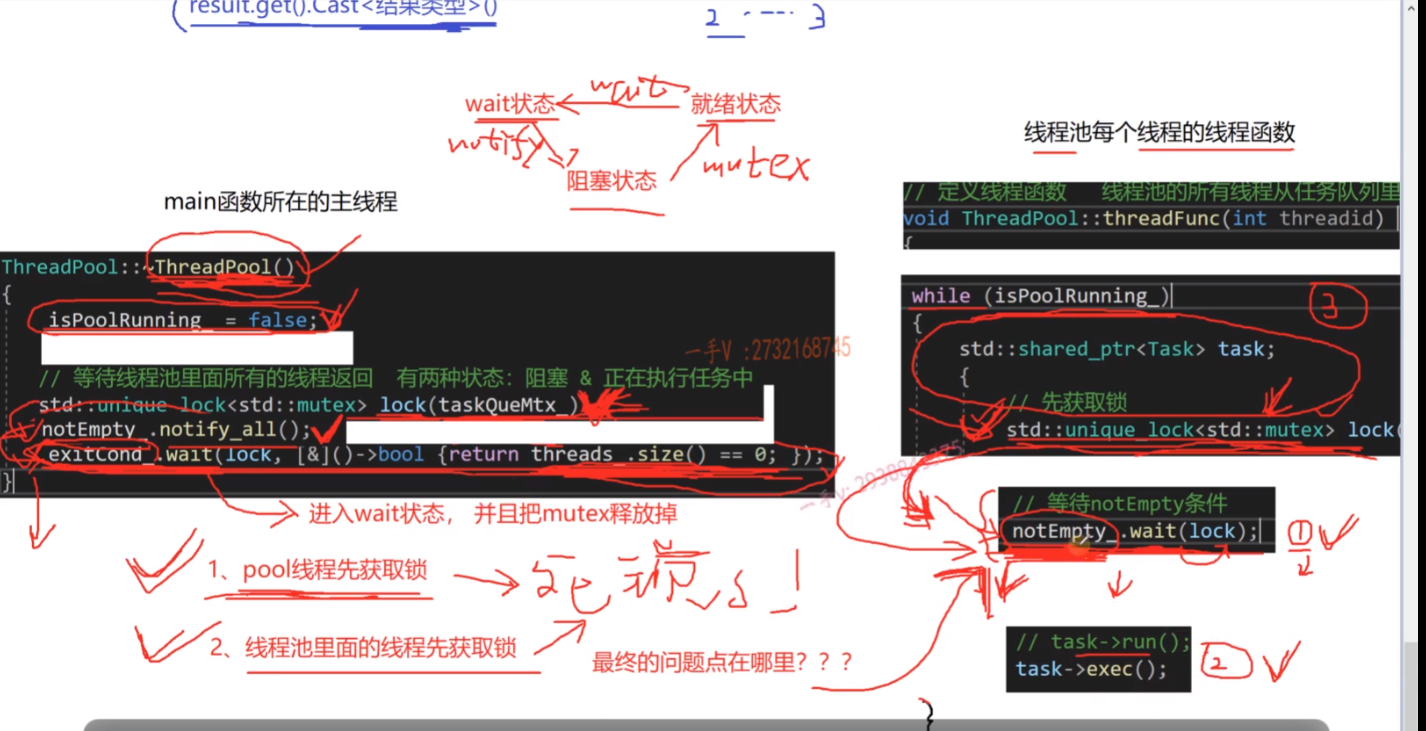 result.get().Cast<结果类型>()
2 ---- 3
wait
wait状态
就绪状态
notify
mutex
阻塞状态
线程池每个线程的线程函数
main函数所在的主线程
// 定义线程函数 线程池的所有线程从任务队列里
void ThreadPool::threadFunc(int threadid)
{
ThreadPool::~ThreadPool()
{
isPoolRunning_ = false;
// 等待线程池里面所有的线程返回 有两种状态：阻塞 & 正在执行任务中
std::unique_lock<std::mutex> lock(taskQueMtx_)
notEmpty_.notify_all();
exitCond_.wait(lock, [&]()->bool {return threads_.size() == 0; });
}
一手V :2732168745
while (isPoolRunning_)
3
{
std::shared_ptr<Task> task;
{
// 先获取锁
std::unique_lock<std::mutex> lock(
// 等待notEmpty条件
notEmpty_.wait(lock);
1
进入wait状态， 并且把mutex释放掉
1、pool线程先获取锁
死锁
2、线程池里面的线程先获取锁
最终的问题点在哪里？？？
// task->run();
task->exec();
2
}